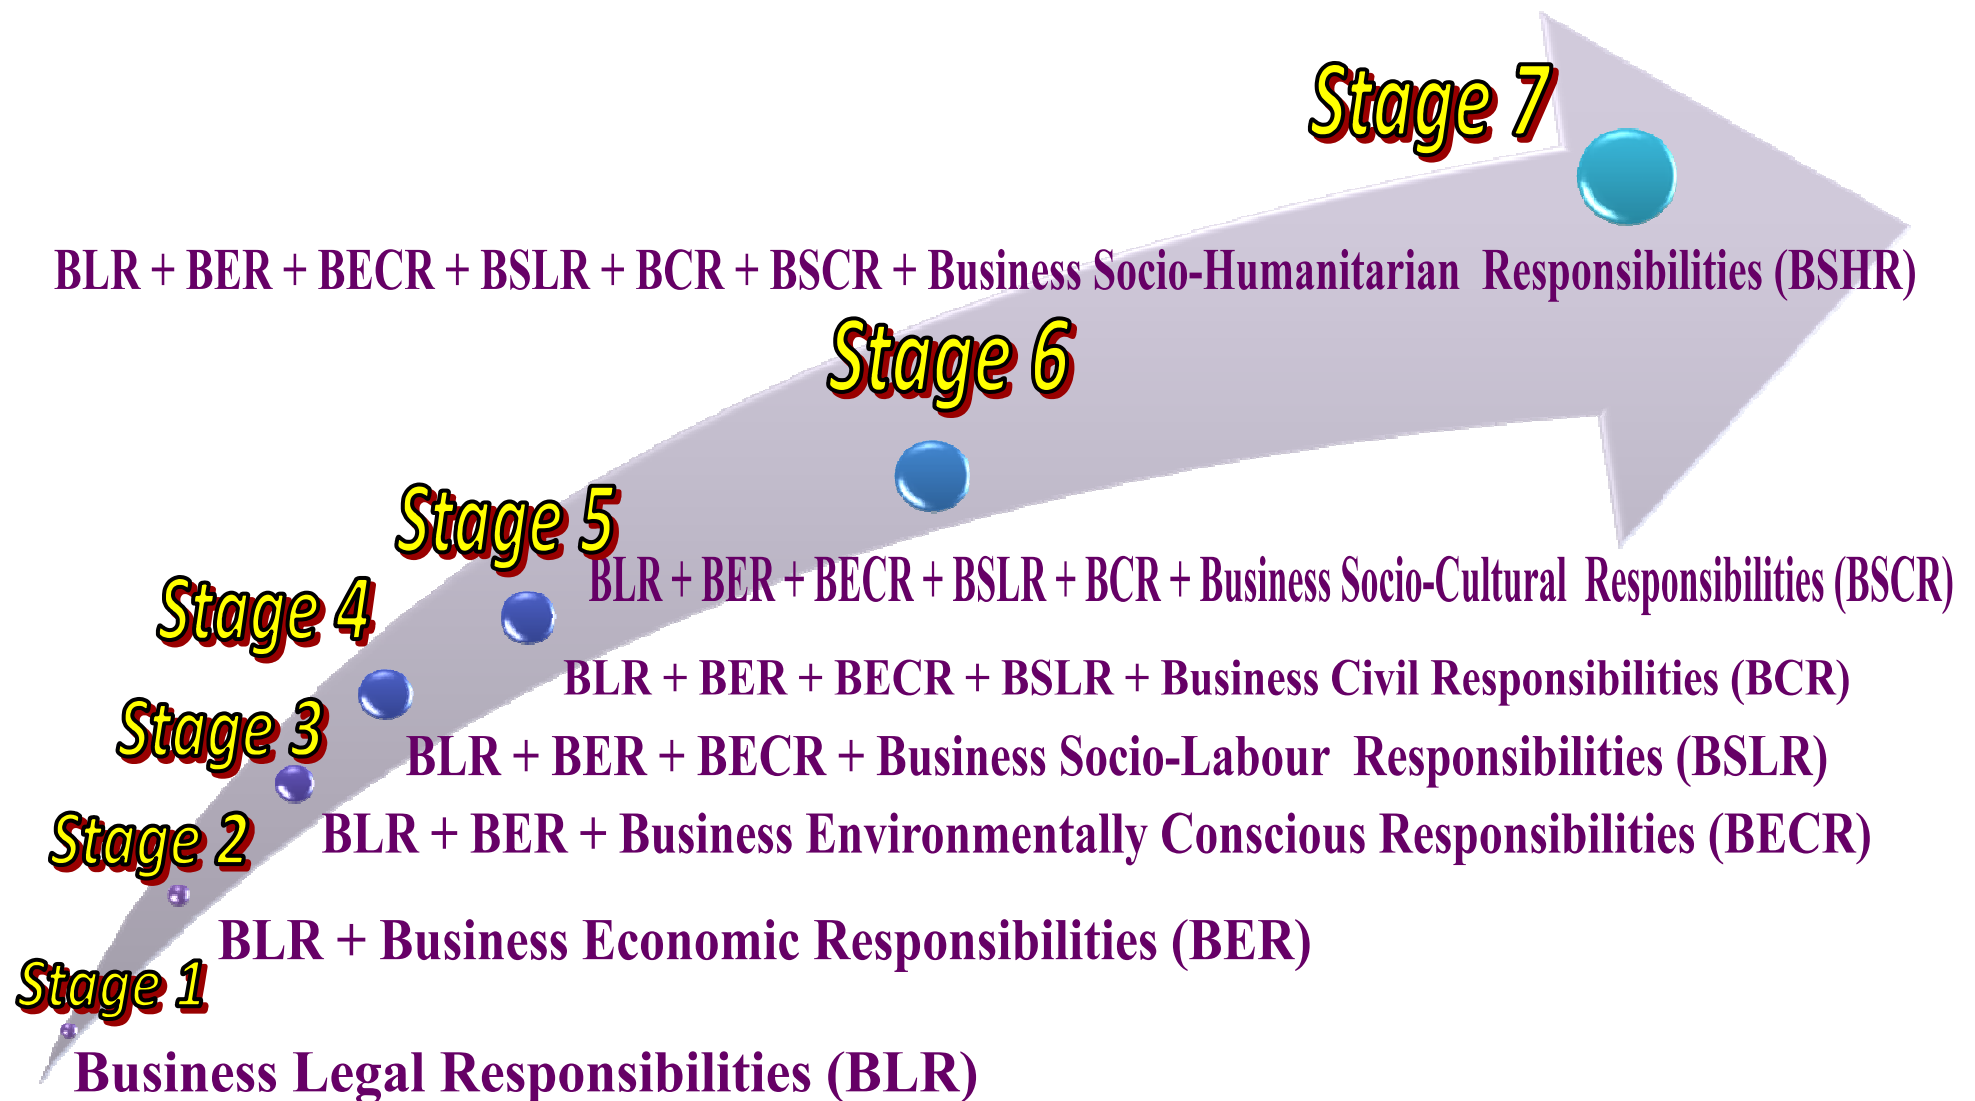 Stage 7
BLR + BER + BECR + BSLR + BCR + BSCR + Business Socio-Humanitarian Responsibilities (BSHR)
Stage 6
Stage 5
BLR + BER + BECR + BSLR + BCR + Business Socio-Cultural Responsibilities (BSCR)
Stage 4
BLR + BER + BECR + BSLR + Business Civil Responsibilities (BCR)
Stage 3
BLR + BER + BECR + Business Socio-Labour Responsibilities (BSLR)
Stage 2
BLR + BER + Business Environmentally Conscious Responsibilities (BECR)
BLR + Business Economic Responsibilities (BER)
Stage 1
Business Legal Responsibilities (BLR)